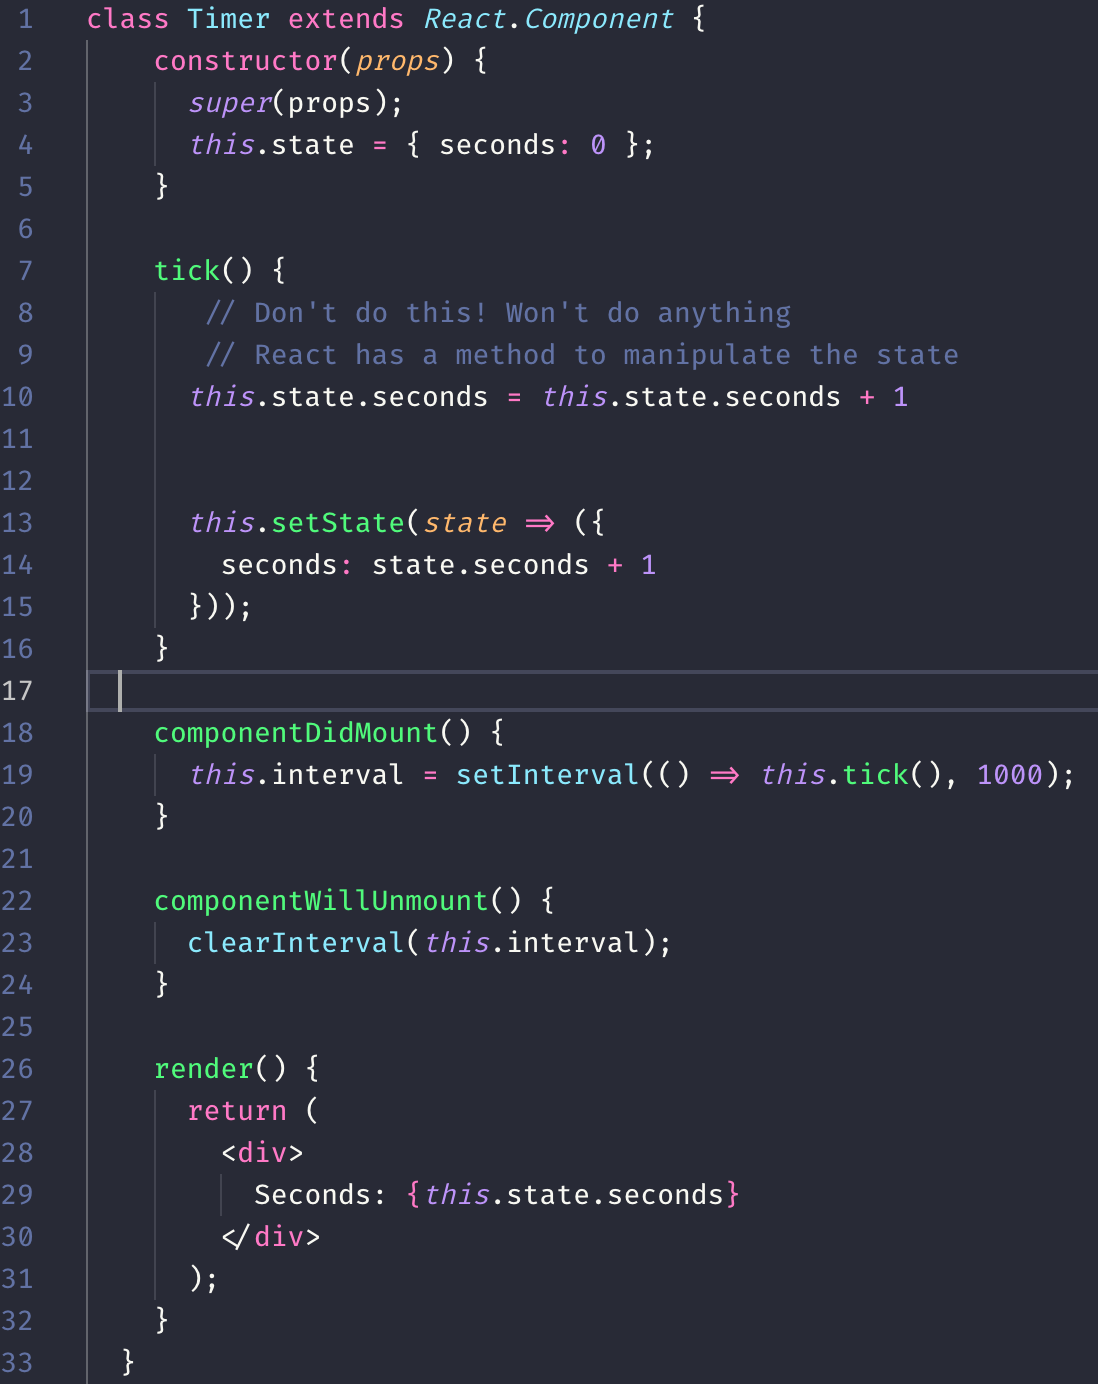 1 class Timer extends React.Component {
2 constructor(props) {
3 super(props);
4 this.state = { seconds: 0 };
5 }
6
7 tick() {
8 // Don't do this! Won't do anything
9 // React has a method to manipulate the state
10 this.state.seconds = this.state.seconds + 1
11
12
13 this.setState(state => ({
14 seconds: state.seconds + 1
15 }));
16 }
17
18 componentDidMount() {
19 this.interval = setInterval(() => this.tick(), 1000);
20 }
21
22 componentWillUnmount() {
23 clearInterval(this.interval);
24 }
25
26 render() {
27 return (
28 <div>
29 Seconds: {this.state.seconds}
30 </div>
31 );
32 }
33 }